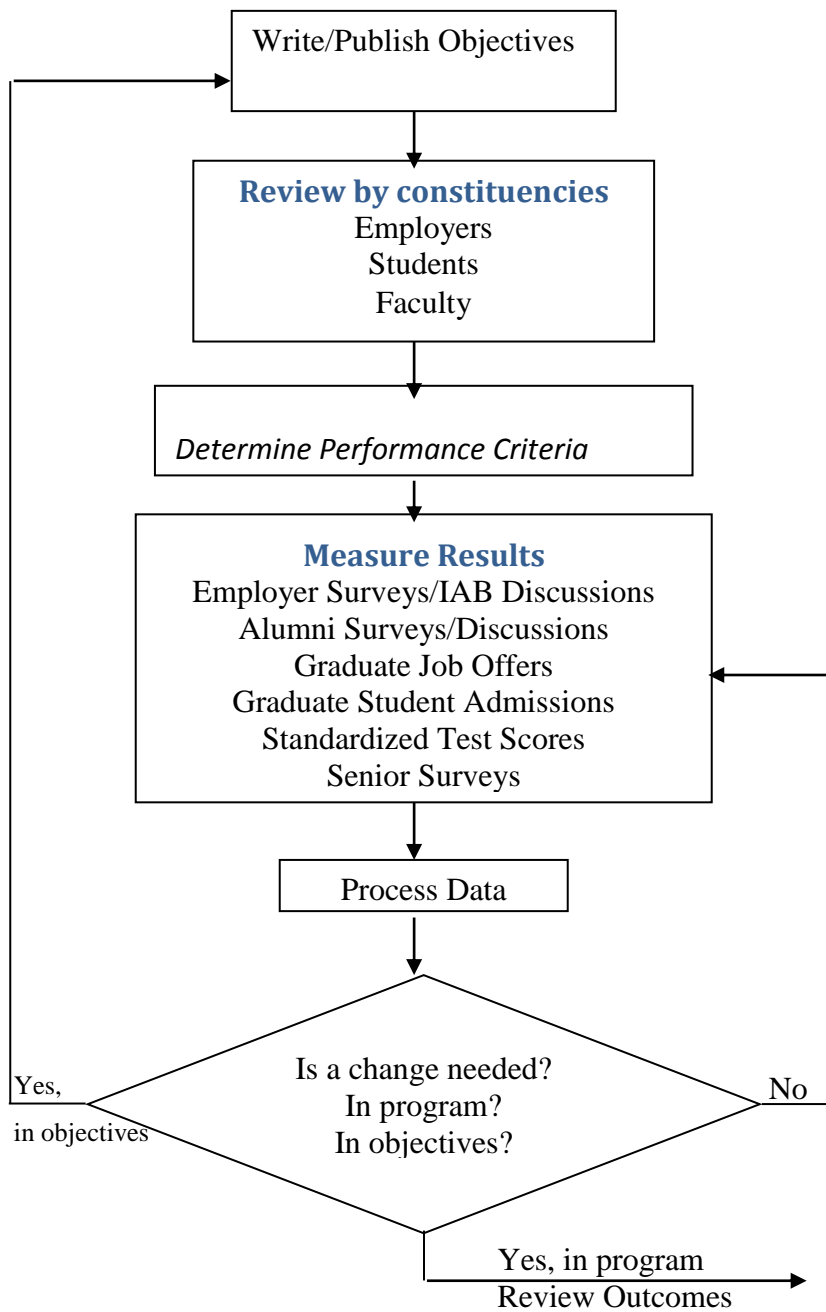 Write/Publish Objectives
Review by constituencies
Employers
Students
Faculty
Determine Performance Criteria
Measure Results
Employer Surveys/IAB Discussions
Alumni Surveys/Discussions
Graduate Job Offers
Graduate Student Admissions
Standardized Test Scores
Senior Surveys
Process Data
Is a change needed?
In program?
In objectives?
Yes,
in objectives
No
Yes, in program
Review Outcomes